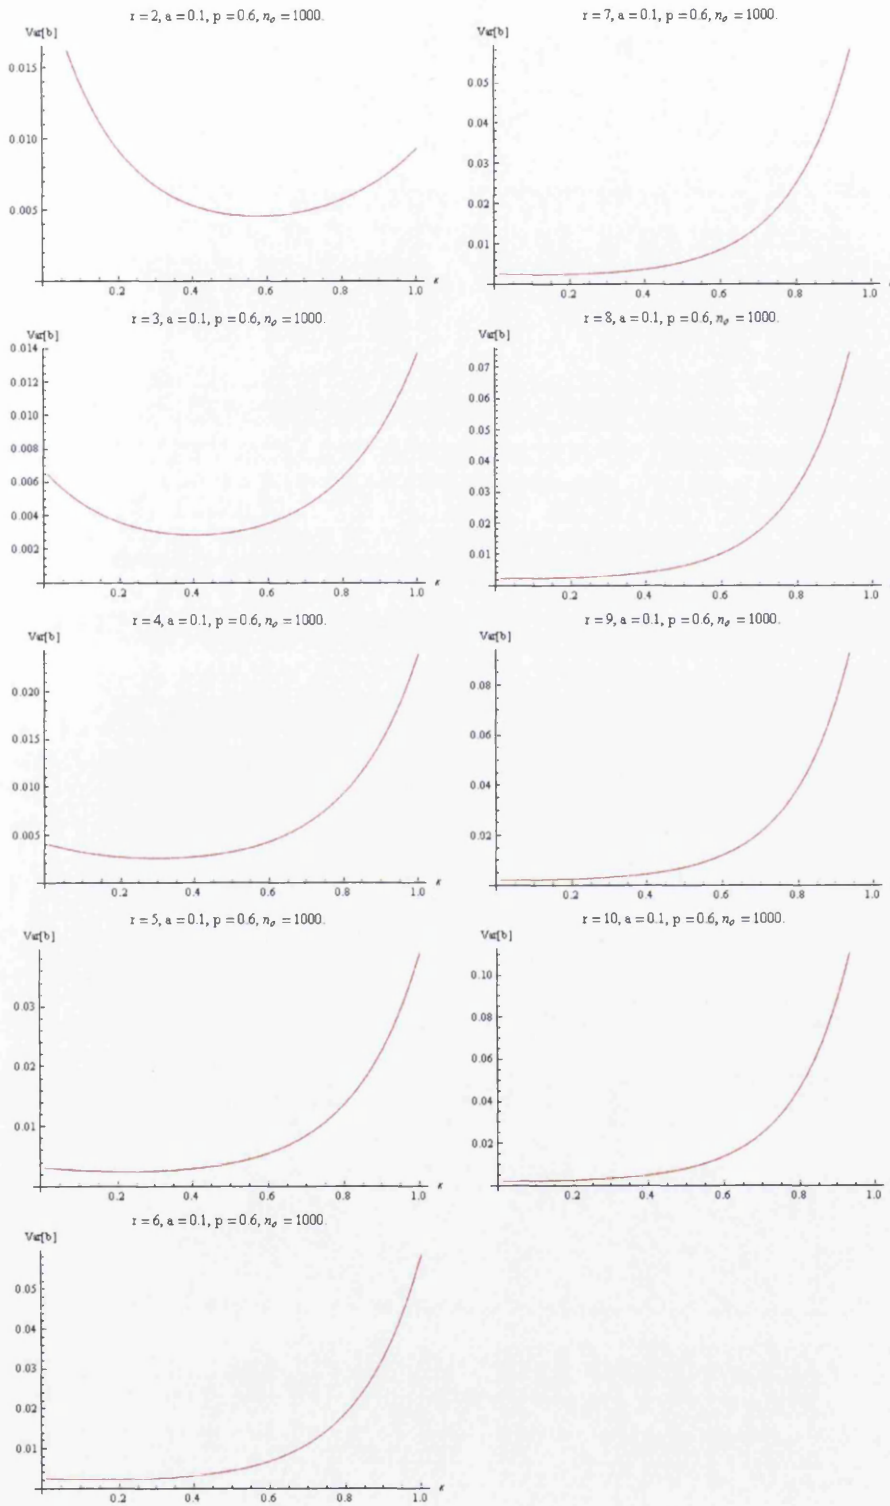 r = 2, a = 0.1, p = 0.6, n_σ = 1000.
Var[b]
0.015
0.010
0.005
0.2 0.4 0.6 0.8 1.0 κ
r = 3, a = 0.1, p = 0.6, n_σ = 1000.
Var[b]
0.014
0.012
0.010
0.008
0.006
0.004
0.002
0.2 0.4 0.6 0.8 1.0 κ
r = 4, a = 0.1, p = 0.6, n_σ = 1000.
Var[b]
0.020
0.015
0.010
0.005
0.2 0.4 0.6 0.8 1.0 κ
r = 5, a = 0.1, p = 0.6, n_σ = 1000.
Var[b]
0.03
0.02
0.01
0.2 0.4 0.6 0.8 1.0 κ
r = 6, a = 0.1, p = 0.6, n_σ = 1000.
Var[b]
0.05
0.04
0.03
0.02
0.01
0.2 0.4 0.6 0.8 1.0 κ
r = 7, a = 0.1, p = 0.6, n_σ = 1000.
Var[b]
0.05
0.04
0.03
0.02
0.01
0.2 0.4 0.6 0.8 1.0
r = 8, a = 0.1, p = 0.6, n_σ = 1000.
Var[b]
0.07
0.06
0.05
0.04
0.03
0.02
0.01
0.2 0.4 0.6 0.8 1.0
r = 9, a = 0.1, p = 0.6, n_σ = 1000.
Var[b]
0.08
0.06
0.04
0.02
0.2 0.4 0.6 0.8 1.0
r = 10, a = 0.1, p = 0.6, n_σ = 1000.
Var[b]
0.10
0.08
0.06
0.04
0.02
0.2 0.4 0.6 0.8 1.0